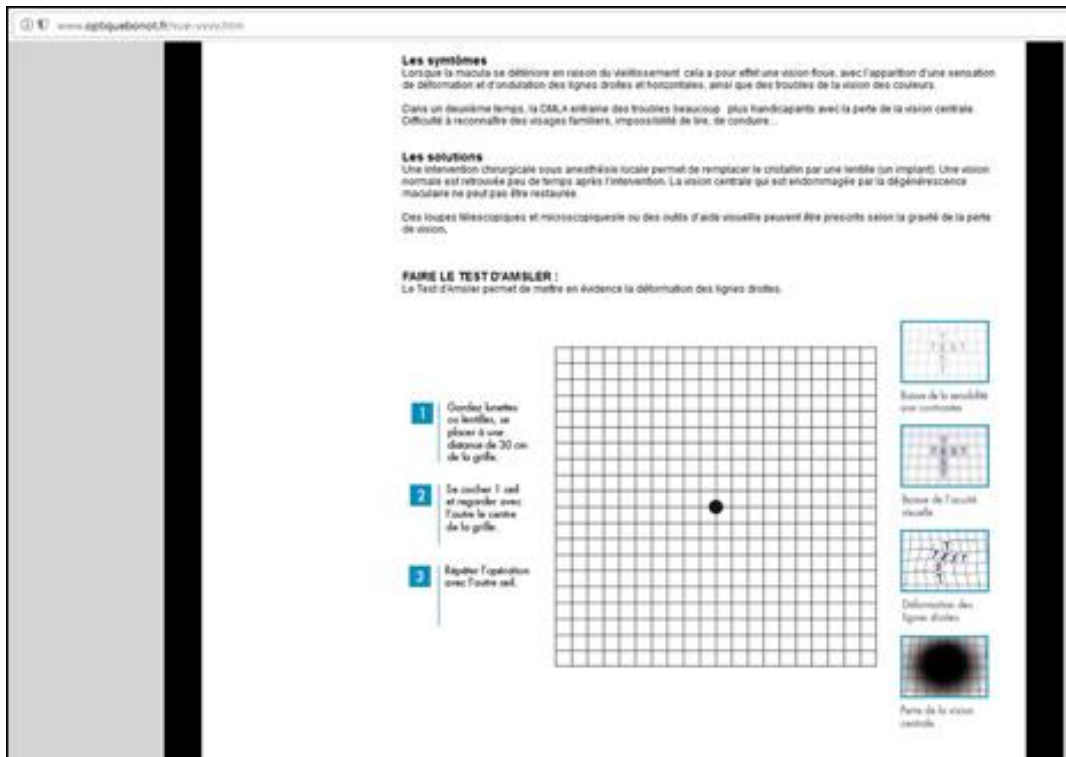 www.optiquebonot.fr/vue-vvvv.htm
Les symtômes
Lorsque la macula se détériore en raison du vieillissement cela a pour effet une vision floue, avec l'apparition d'une sensation
de déformation et d'ondulation des lignes droites et horizontales, ainsi que des troubles de la vision des couleurs.
Dans un deuxième temps, la DMLA entraine des troubles beaucoup plus handicapants avec la perte de la vision centrale.
Difficulté à reconnaître des visages familiers, impossibilité de lire, de conduire...
Les solutions
Une intervention chirurgicale sous anesthésie locale permet de remplacer le cristallin par une lentille (un implant). Une vision
normale est retrouvée peu de temps après l'intervention. La vision centrale qui est endommagée par la dégénérescence
maculaire ne peut pas être restaurée.
Des loupes télescopiques et microscopiquesle ou des outils d'aide visuelle peuvent être prescrits selon la gravité de la perte
de vision.
FAIRE LE TEST D'AMSLER :
Le Test d'Amsler permet de mettre en évidence la déformation des lignes droites.
1
Gardez lunettes
ou lentilles, se
placer à une
distance de 30 cm
de la grille.
2
Se cacher 1 œil
et regarder avec
l'autre le centre
de la grille.
3
Répéter l'opération
avec l'autre œil.
Baisse de la sensibilité
aux contrastes
Baisse de l'acuité
visuelle
Déformation des
lignes droites
Perte de la vision
centrale